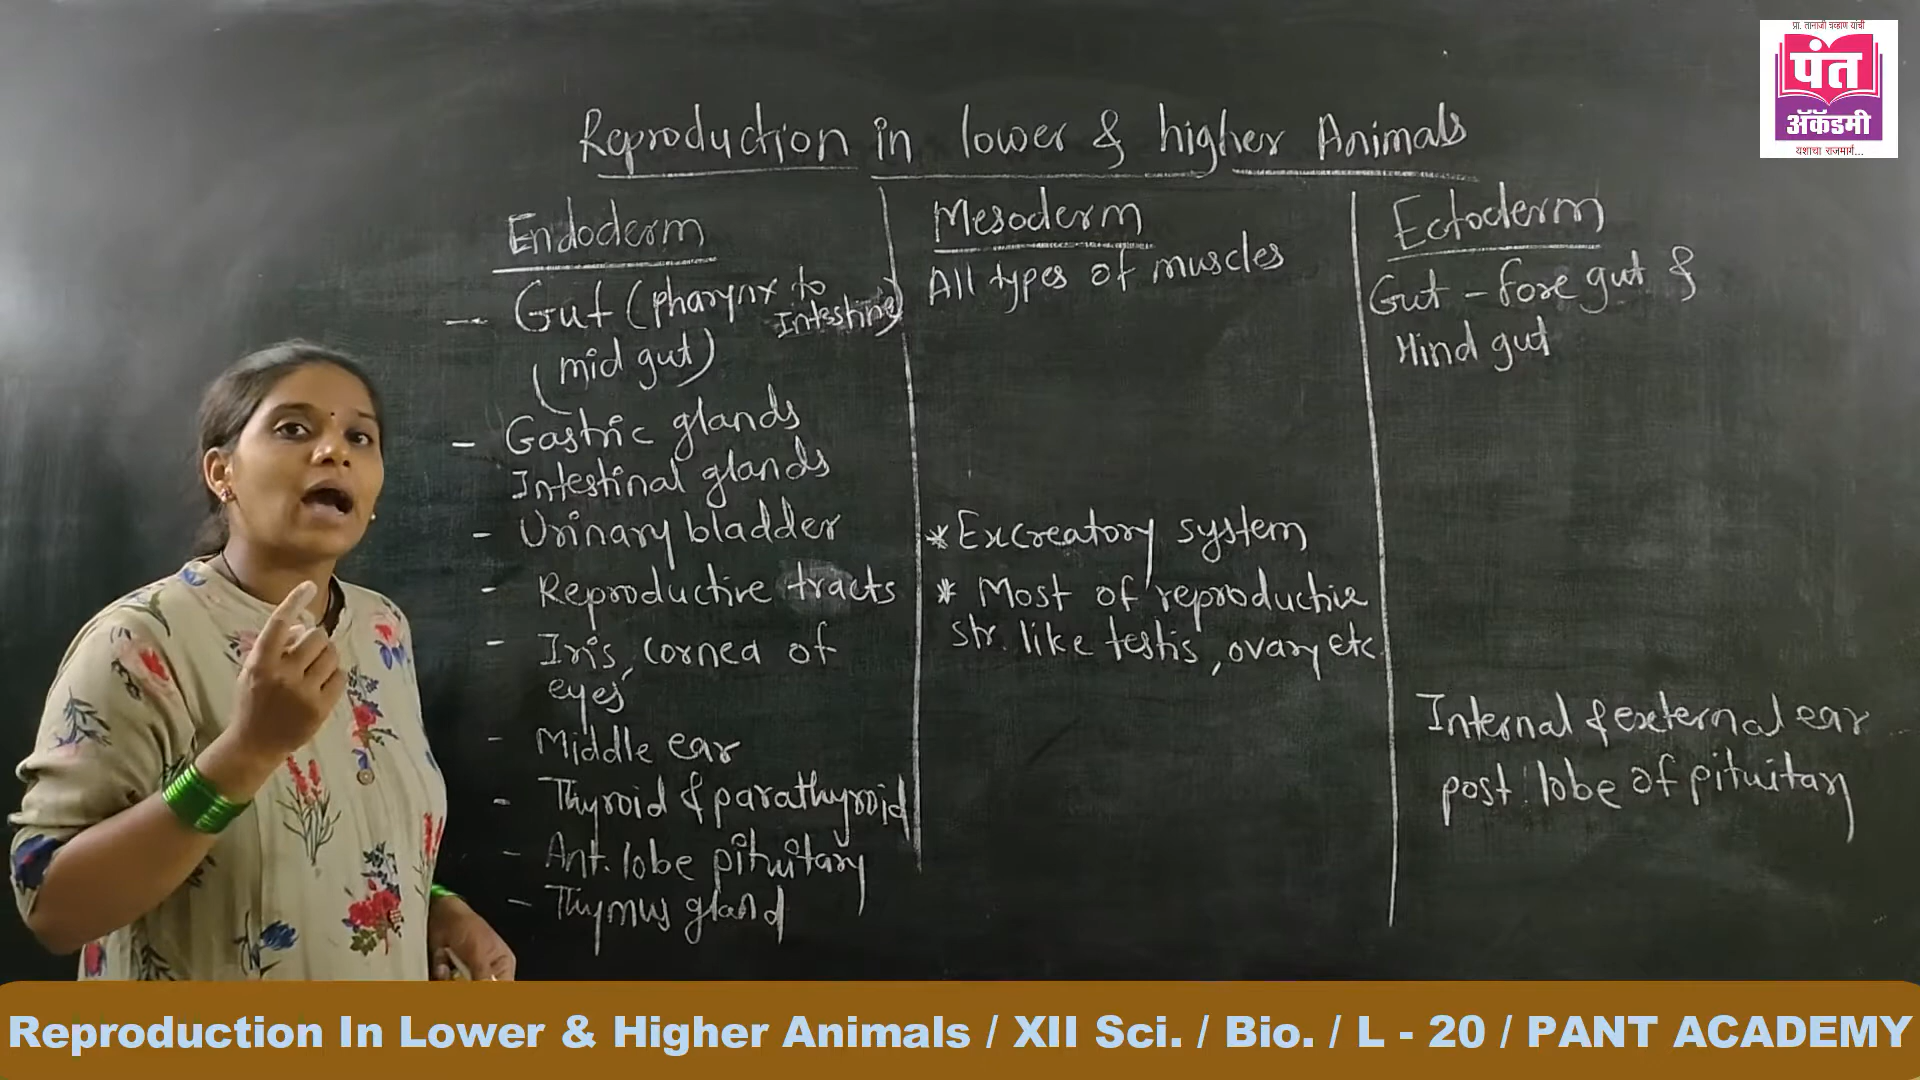 प्रा. तानाजी चव्हाण यांची
पंत
अ‍ॅकॅडमी
यशाचा राजमार्ग...
Reproduction in lower & higher Animals
Endoderm
- Gut (pharynx to
Intestine)
(mid gut)
- Gastric glands
Intestinal glands
- Urinary bladder
- Reproductive tracts
- Iris, cornea of
eyes
- Middle ear
- Thyroid & parathyroid
- Ant. lobe pituitary
- Thymus gland
Mesoderm
All types of muscles
* Excreatory system
* Most of reproductive
str. like testis, ovary etc.
Ectoderm
Gut - fore gut &
Hind gut
Internal & external ear
post. lobe of pituitary
Reproduction In Lower & Higher Animals / XII Sci. / Bio. / L - 20 / PANT ACADEMY